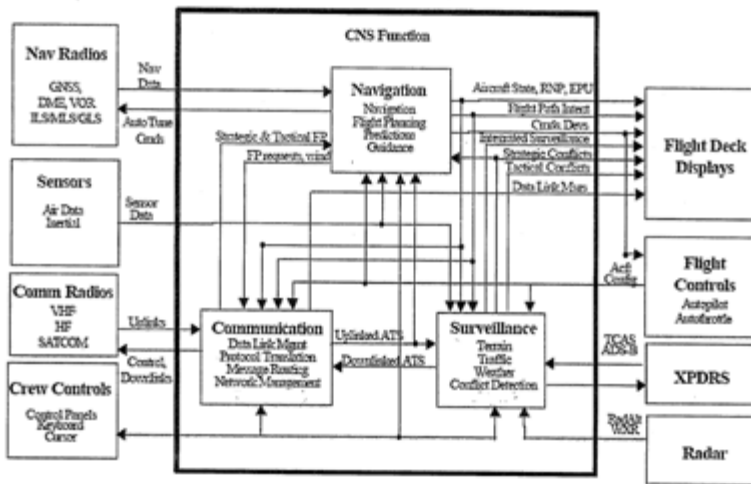 CNS Function
Nav Radios
GNSS,
DME, VOR
ILS/MLS/GLS
Nav
Data
Auto Tune
Cmds
Navigation
Navigation
Flight Planning
Predictions
Guidance
Aircraft State, RNP, EPU
Flight Path Intent
Cmds, Devs
Integrated Surveillance
Strategic Conflicts
Tactical Conflicts
Data Link Msgs
Flight Deck
Displays
Strategic & Tactical FP
FP requests, wind
Sensors
Air Data
Inertial
Sensor
Data
Acft
Config
Flight
Controls
Autopilot
Autothrottle
Comm Radios
VHF
HF
SATCOM
Uplinks
Control,
Downlinks
Communication
Data Link Mgmt
Protocol Translation
Message Routing
Network Management
Uplinked ATS
Downlinked ATS
Surveillance
Terrain
Traffic
Weather
Conflict Detection
TCAS
ADS-B
XPDRS
Crew Controls
Control Panels
Keyboard
Cursor
RadAlt
WXR
Radar